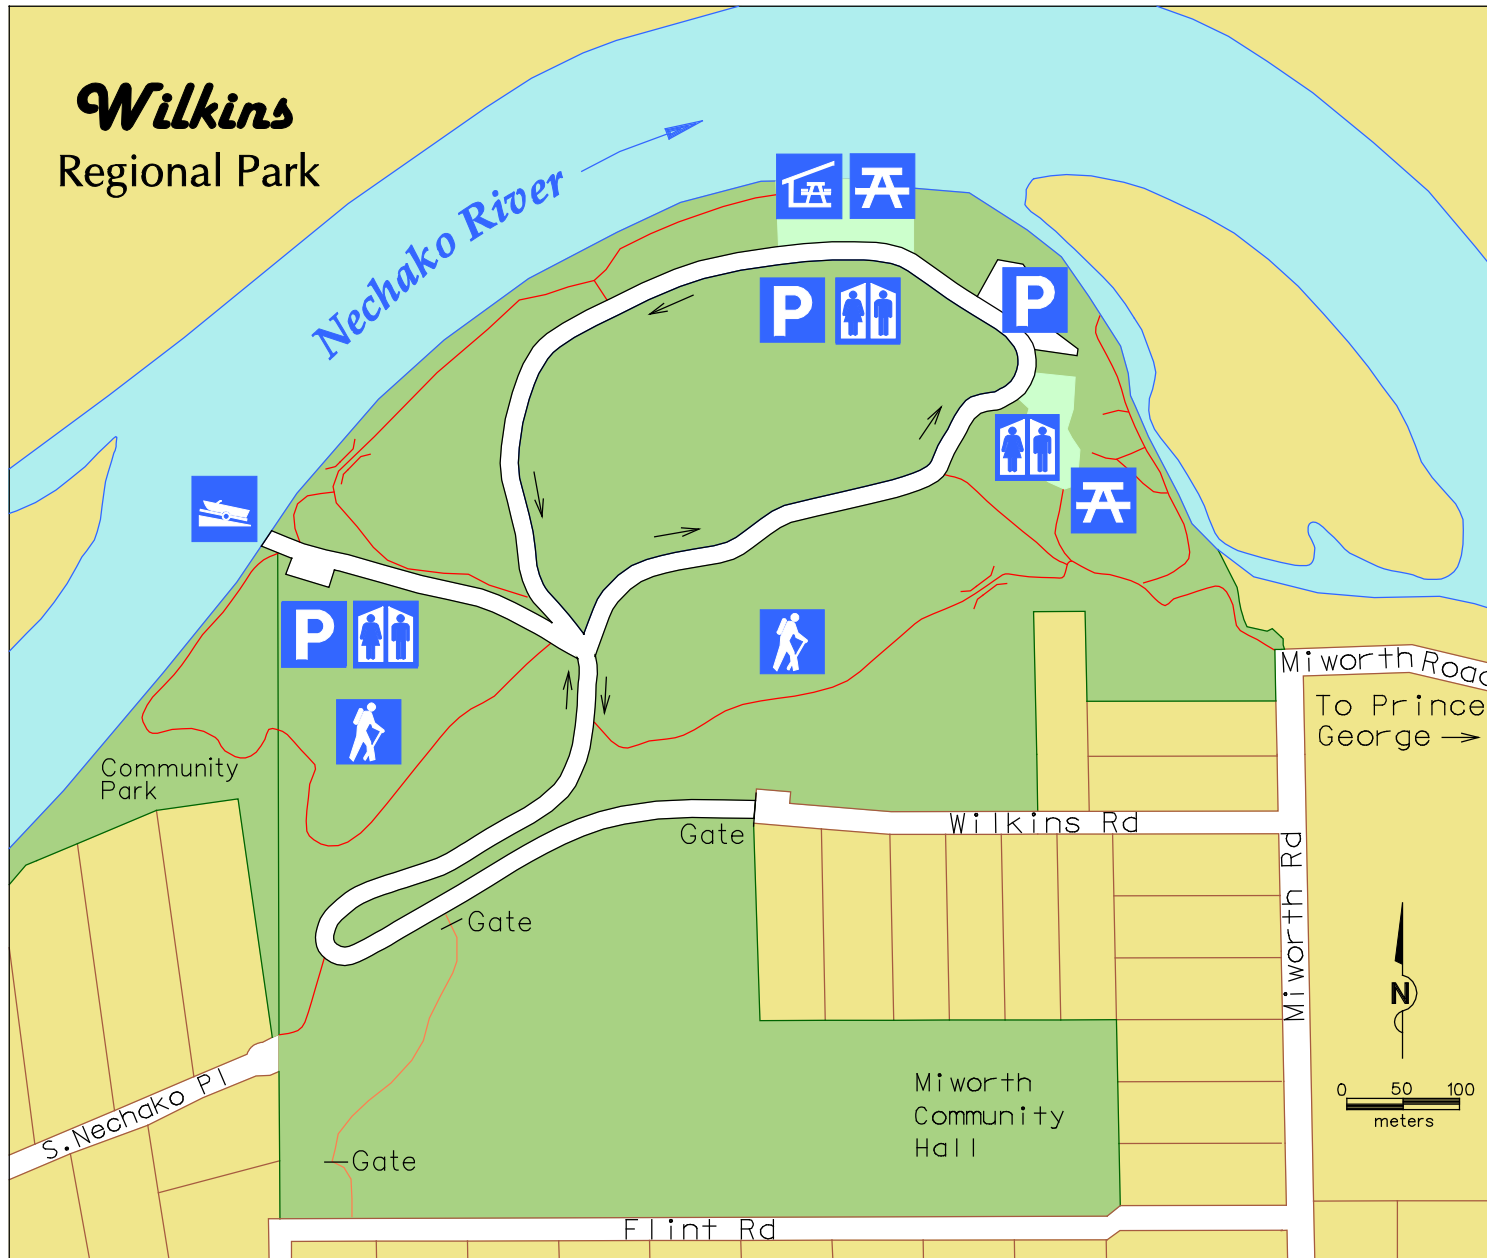 Wilkins
Regional Park
Nechako River
P
P
P
Miworth Road
To Prince
George
Community
Park
Wilkins Rd
Gate
Miworth Rd
Gate
N
S. Nechako Pl
Miworth
Community
Hall
0 50 100
meters
Gate
Flint Rd